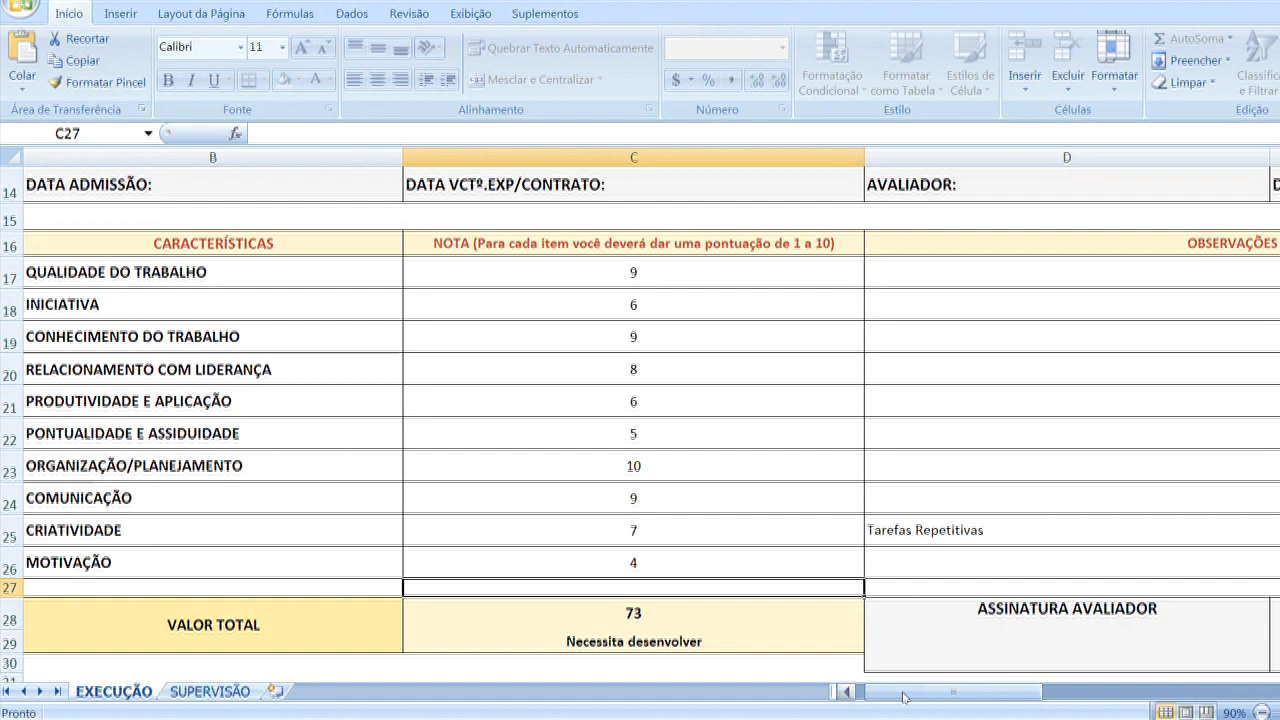 Início Inserir Layout da Página Fórmulas Dados Revisão Exibição Suplementos
Colar
Recortar
Copiar
Formatar Pincel
Área de Transferência
Calibri 11
N I S
Fonte
Quebrar Texto Automaticamente
Mesclar e Centralizar
Alinhamento
$ %
Número
Formatação Condicional
Formatar como Tabela
Estilos de Célula
Estilo
Inserir Excluir Formatar
Células
AutoSoma
Preencher
Limpar
e Filtrar
Edição
C27 fx
B C D
14 DATA ADMISSÃO: DATA VCTº.EXP/CONTRATO: AVALIADOR: D
15
16 CARACTERÍSTICAS NOTA (Para cada item você deverá dar uma pontuação de 1 a 10) OBSERVAÇÕES
17 QUALIDADE DO TRABALHO 9
18 INICIATIVA 6
19 CONHECIMENTO DO TRABALHO 9
20 RELACIONAMENTO COM LIDERANÇA 8
21 PRODUTIVIDADE E APLICAÇÃO 6
22 PONTUALIDADE E ASSIDUIDADE 5
23 ORGANIZAÇÃO/PLANEJAMENTO 10
24 COMUNICAÇÃO 9
25 CRIATIVIDADE 7 Tarefas Repetitivas
26 MOTIVAÇÃO 4
27
28 VALOR TOTAL 73 ASSINATURA AVALIADOR
29 Necessita desenvolver
30
31
EXECUÇÃO SUPERVISÃO
Pronto 90%